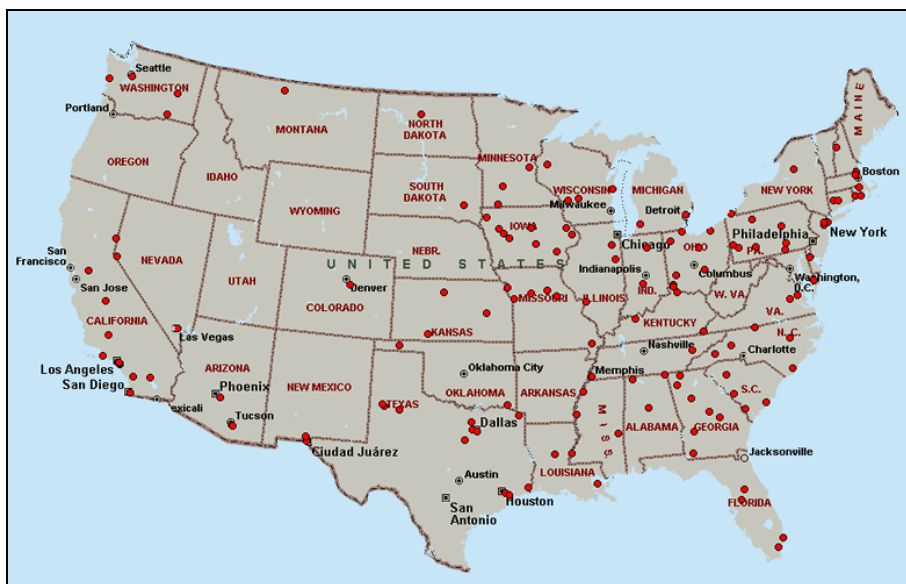 Seattle
WASHINGTON
Portland
MONTANA
NORTH
DAKOTA
MINNESOTA
MAINE
OREGON
IDAHO
SOUTH
DAKOTA
WISCONSIN
MICHIGAN
NEW YORK
Boston
WYOMING
Milwaukee
Detroit
IOWA
Chicago
Philadelphia
New York
San
Francisco
NEVADA
NEBR.
PA.
OHIO
UTAH
UNITED STATES
Indianapolis
Columbus
San Jose
Denver
COLORADO
IND.
Washington,
D.C.
W. VA
MISSOURI
ILLINOIS
VA.
CALIFORNIA
Las Vegas
KANSAS
KENTUCKY
N. C.
Nashville
Charlotte
Los Angeles
ARIZONA
Oklahoma City
Memphis
San Diego
Phoenix
NEW MEXICO
OKLAHOMA
ARKANSAS
S.C.
Mexicali
TEXAS
Tucson
Dallas
MISS.
ALABAMA
GEORGIA
Ciudad Juárez
Jacksonville
LOUISIANA
Austin
Houston
San
Antonio
FLORIDA